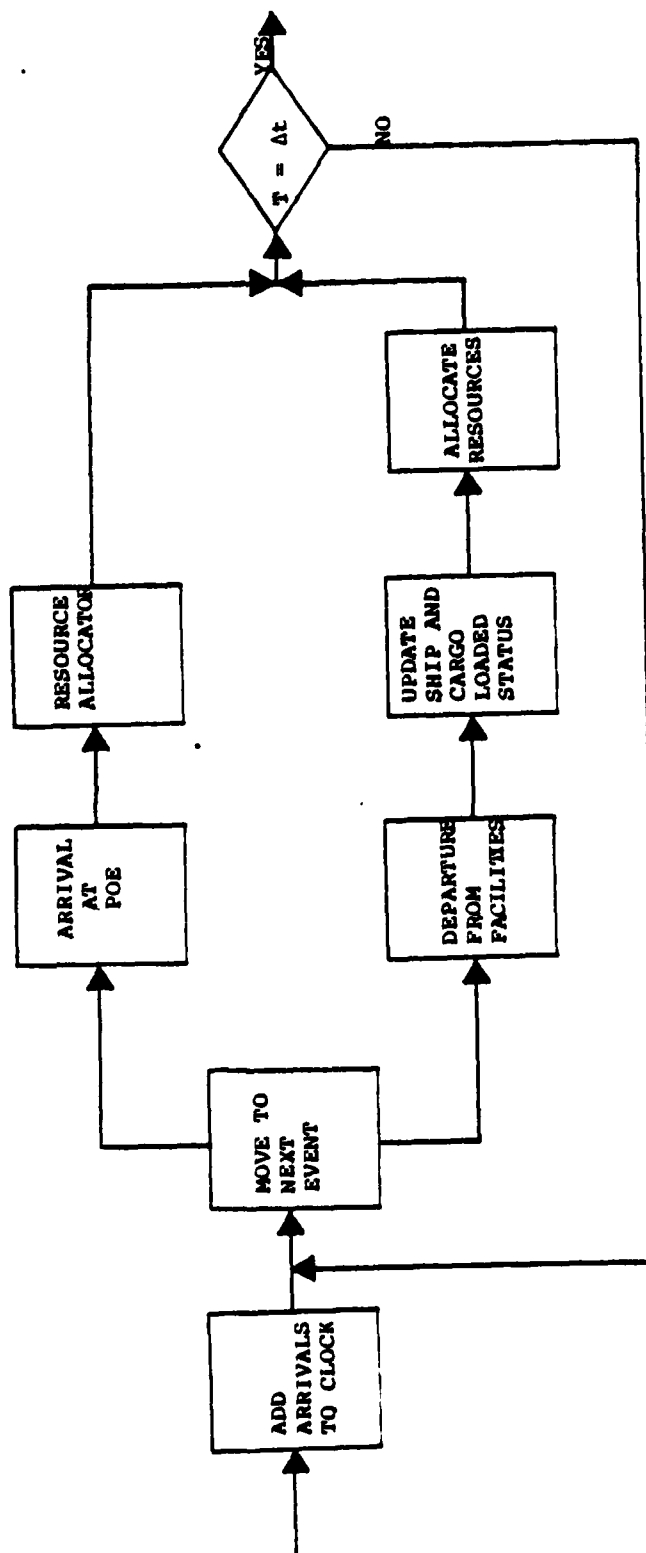 ADD
ARRIVALS
TO CLOCK
MOVE TO
NEXT
EVENT
ARRIVAL
AT
POE
RESOURCE
ALLOCATOR
DEPARTURE
FROM
FACILITIES
UPDATE
SHIP AND
CARGO
LOADED
STATUS
ALLOCATE
RESOURCES
T = Δt
YES
NO